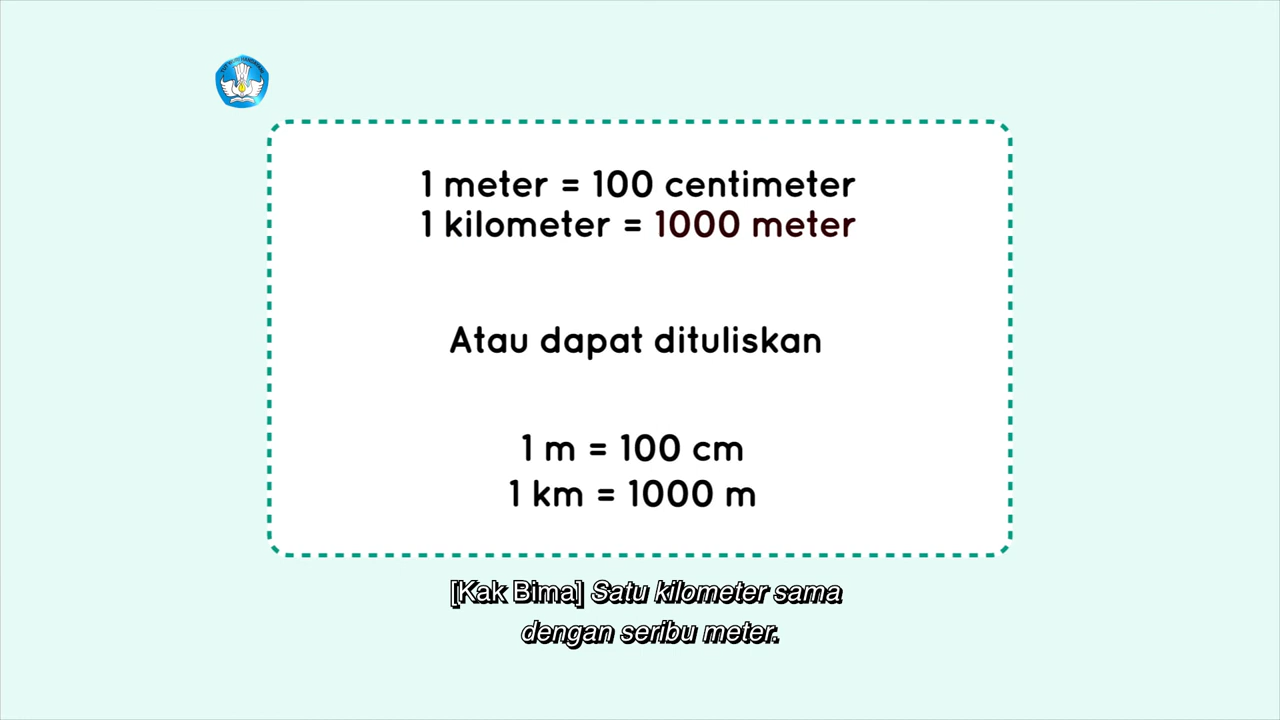 1 meter = 100 centimeter
1 kilometer = 1000 meter
Atau dapat dituliskan
1 m = 100 cm
1 km = 1000 m
[Kak Bima] Satu kilometer sama
dengan seribu meter.